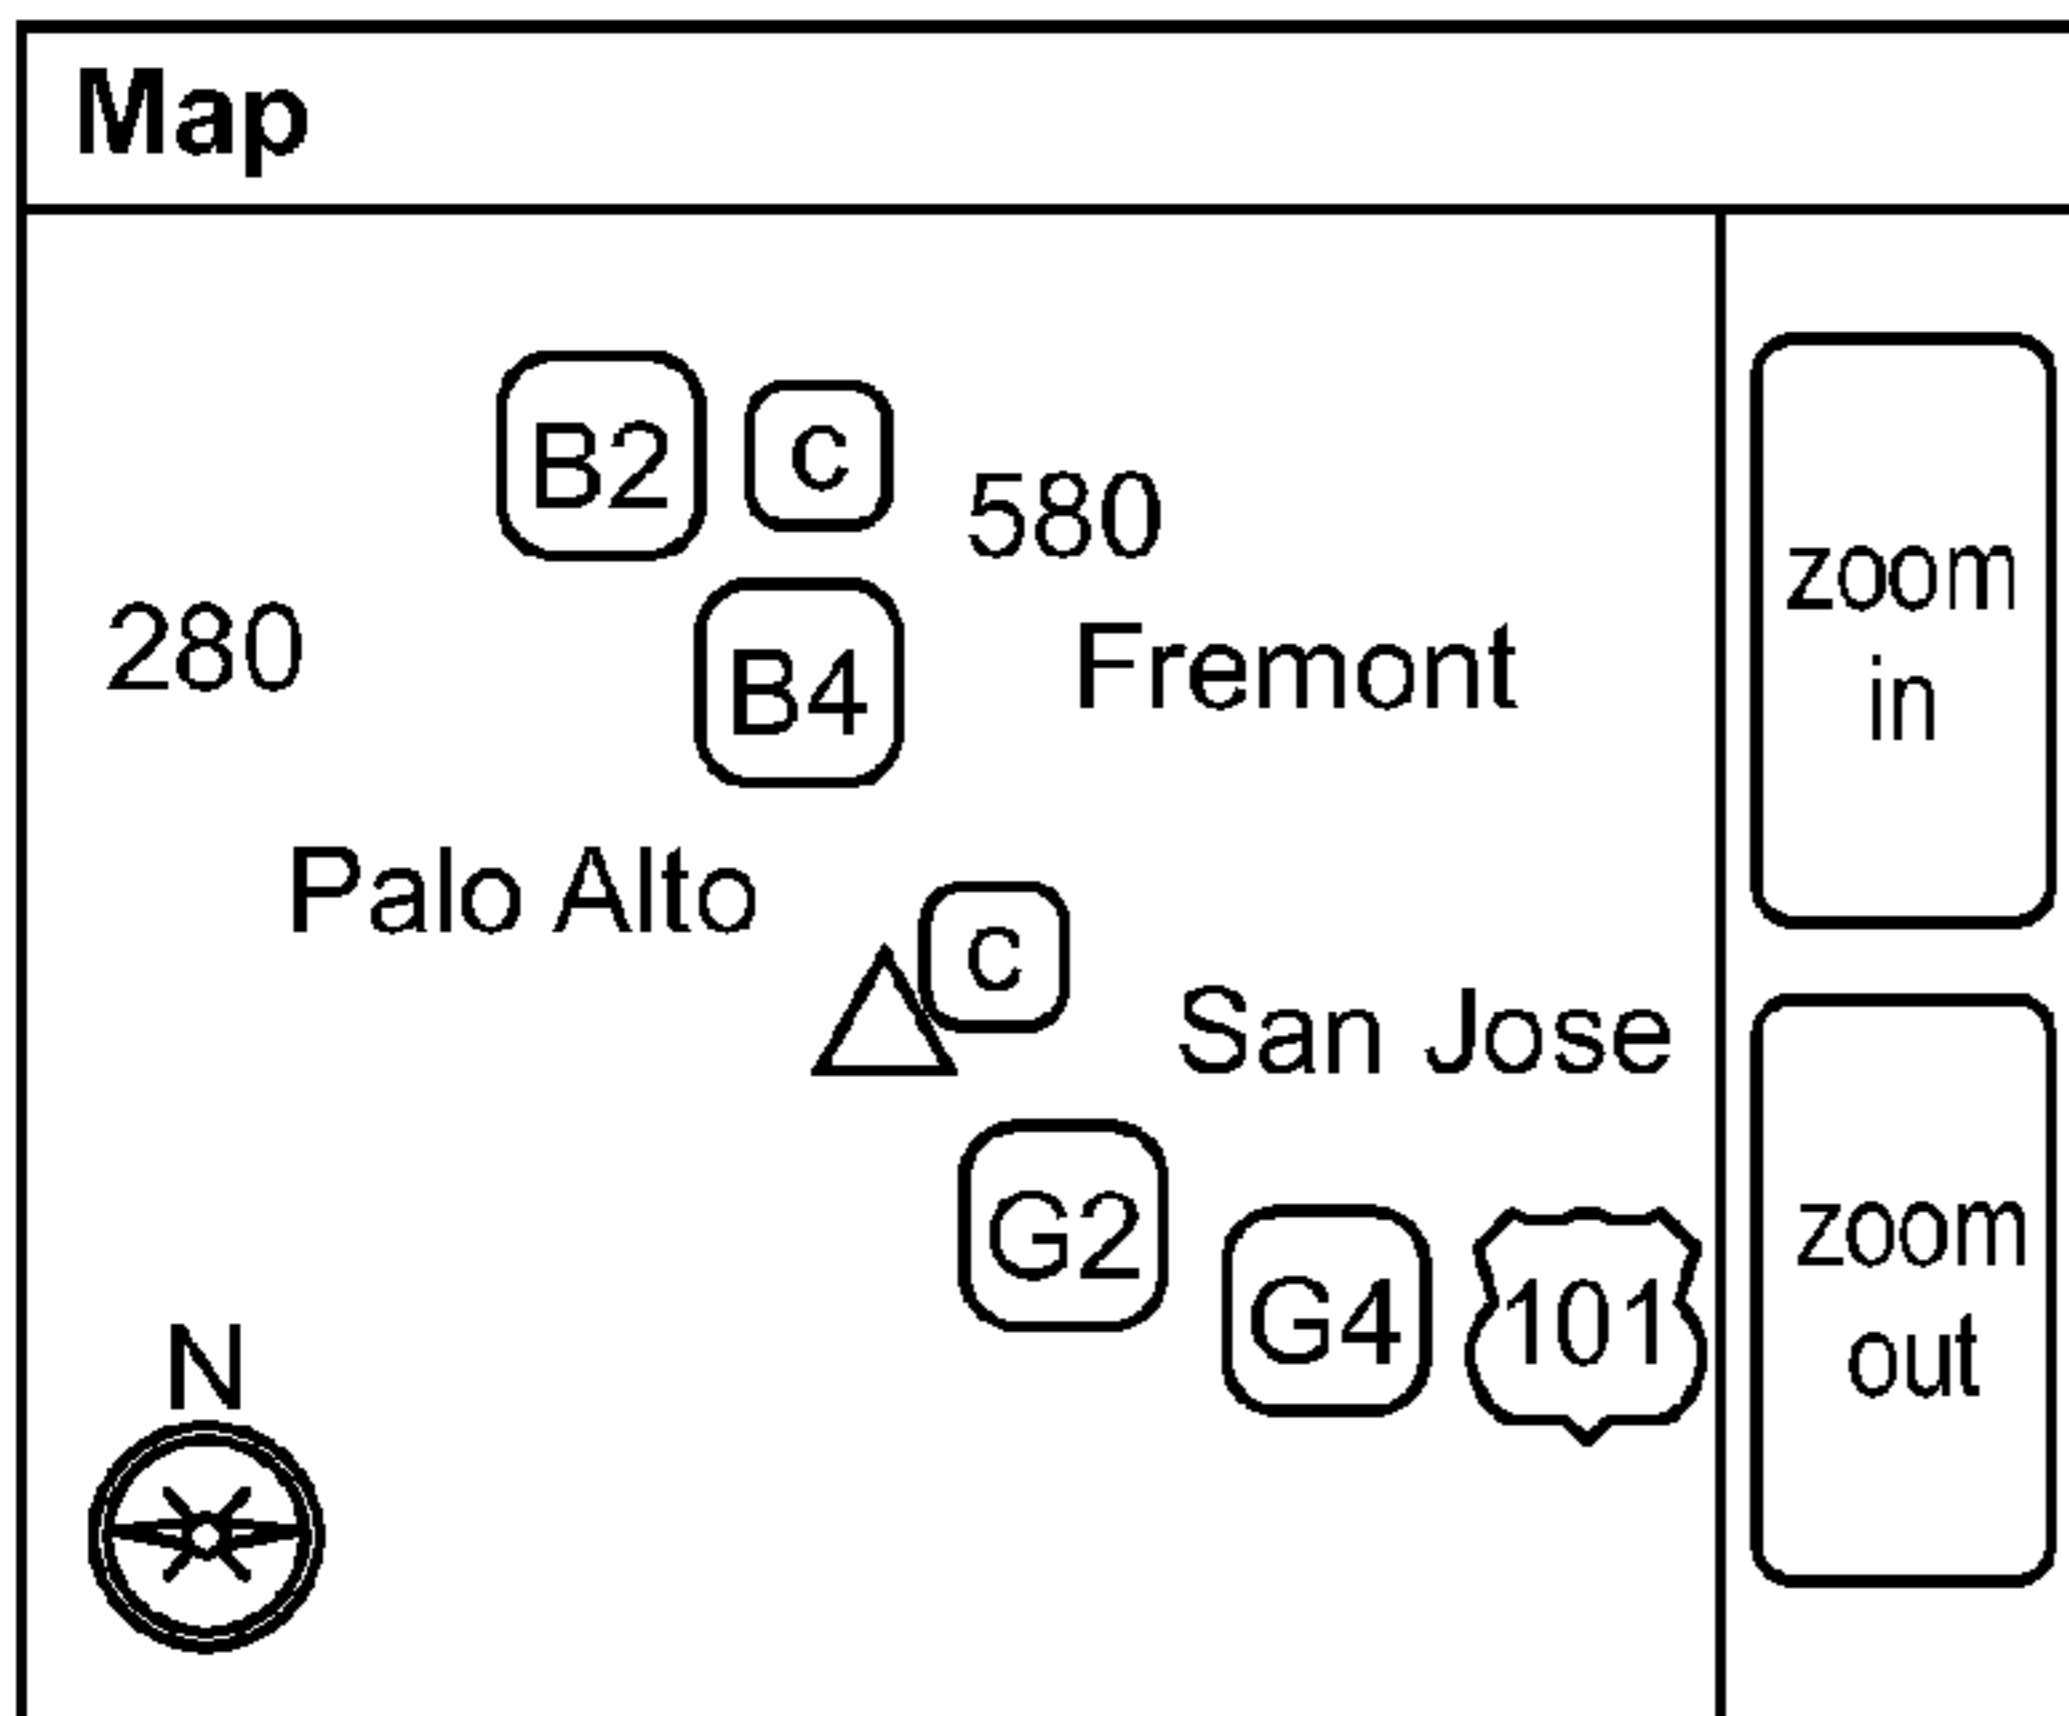 Map
B2
c
580
280
B4
Fremont
Palo Alto
c
San Jose
G2
G4
101
N
zoom
in
zoom
out